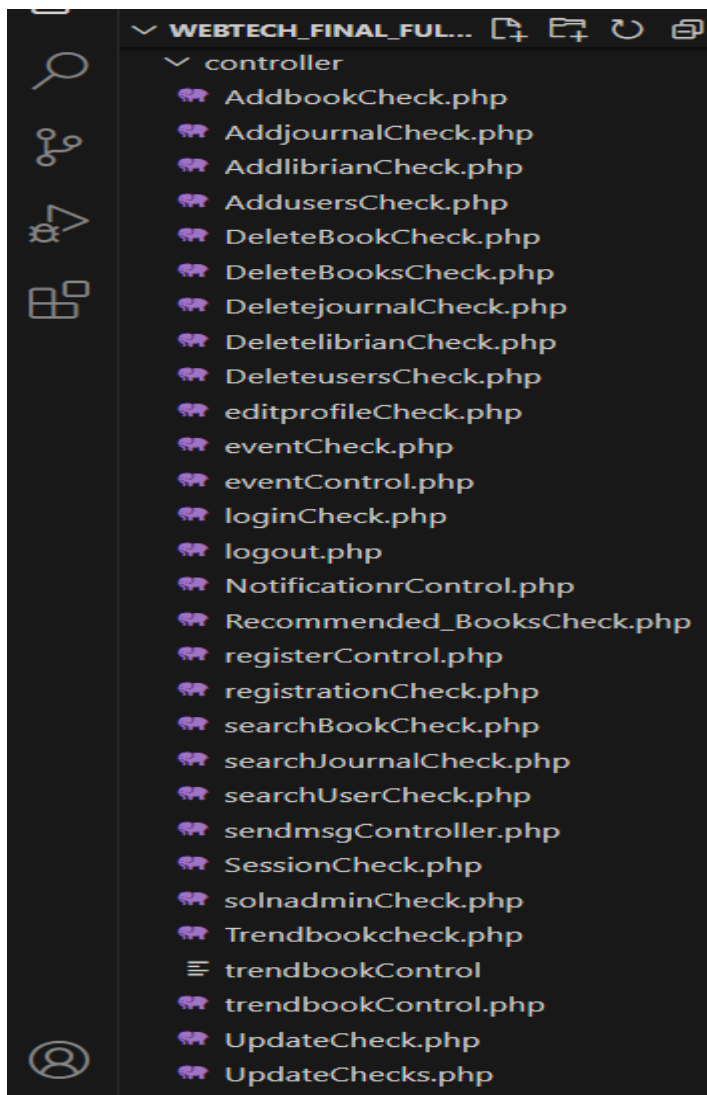 WEBTECH_FINAL_FUL...
controller
AddbookCheck.php
AddjournalCheck.php
AddlibrianCheck.php
AddusersCheck.php
DeleteBookCheck.php
DeleteBooksCheck.php
DeletejournalCheck.php
DeletelibrianCheck.php
DeleteusersCheck.php
editprofileCheck.php
eventCheck.php
eventControl.php
loginCheck.php
logout.php
NotificationrControl.php
Recommended_BooksCheck.php
registerControl.php
registrationCheck.php
searchBookCheck.php
searchJournalCheck.php
searchUserCheck.php
sendmsgController.php
SessionCheck.php
solnadminCheck.php
Trendbookcheck.php
trendbookControl
trendbookControl.php
UpdateCheck.php
UpdateChecks.php